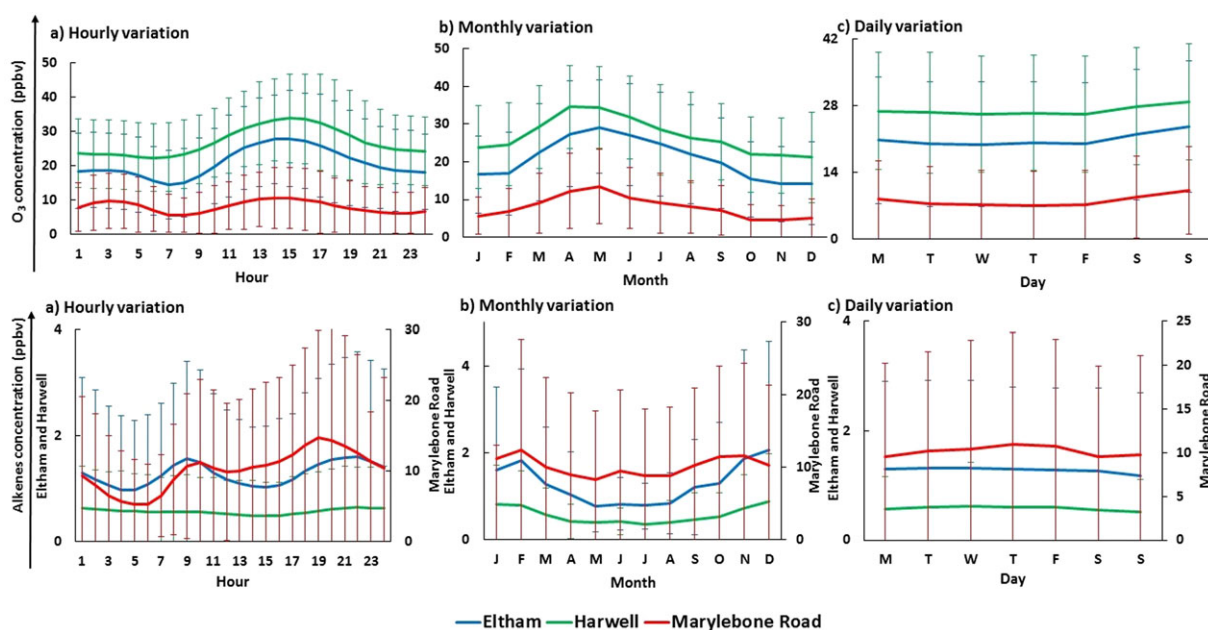 a) Hourly variation
O3 concentration (ppbv)
50
40
30
20
10
0
1 3 5 7 9 11 13 15 17 19 21 23
Hour
b) Monthly variation
50
40
30
20
10
0
J F M A M J J A S O N D
Month
c) Daily variation
42
28
14
0
M T W T F S S
Day
a) Hourly variation
Alkenes concentration (ppbv)
Eltham and Harwell
4
2
0
30
20
10
0
Marylebone Road
1 3 5 7 9 11 13 15 17 19 21 23
Hour
b) Monthly variation
Eltham and Harwell
4
2
0
30
20
10
0
Marylebone Road
J F M A M J J A S O N D
Month
c) Daily variation
Eltham and Harwell
4
2
0
25
20
15
10
5
0
Marylebone Road
M T W T F S S
Day
Eltham Harwell Marylebone Road